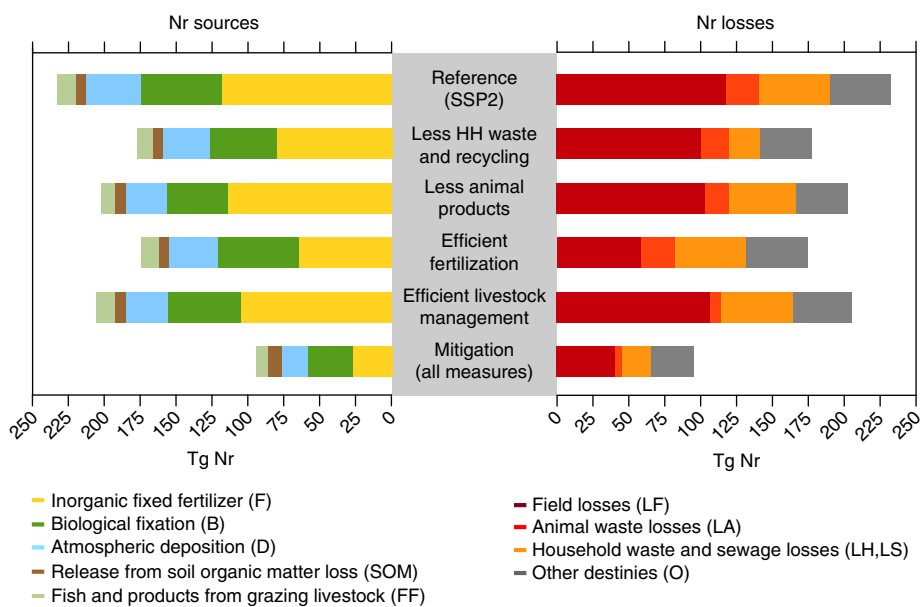 Nr sources
Nr losses
Reference
(SSP2)
Less HH waste
and recycling
Less animal
products
Efficient
fertilization
Efficient livestock
management
Mitigation
(all measures)
250 225 200 175 150 125 100 75 50 25 0
0 25 50 75 100 125 150 175 200 225 250
Tg Nr
Tg Nr
Inorganic fixed fertilizer (F)
Biological fixation (B)
Atmospheric deposition (D)
Release from soil organic matter loss (SOM)
Fish and products from grazing livestock (FF)
Field losses (LF)
Animal waste losses (LA)
Household waste and sewage losses (LH,LS)
Other destinies (O)